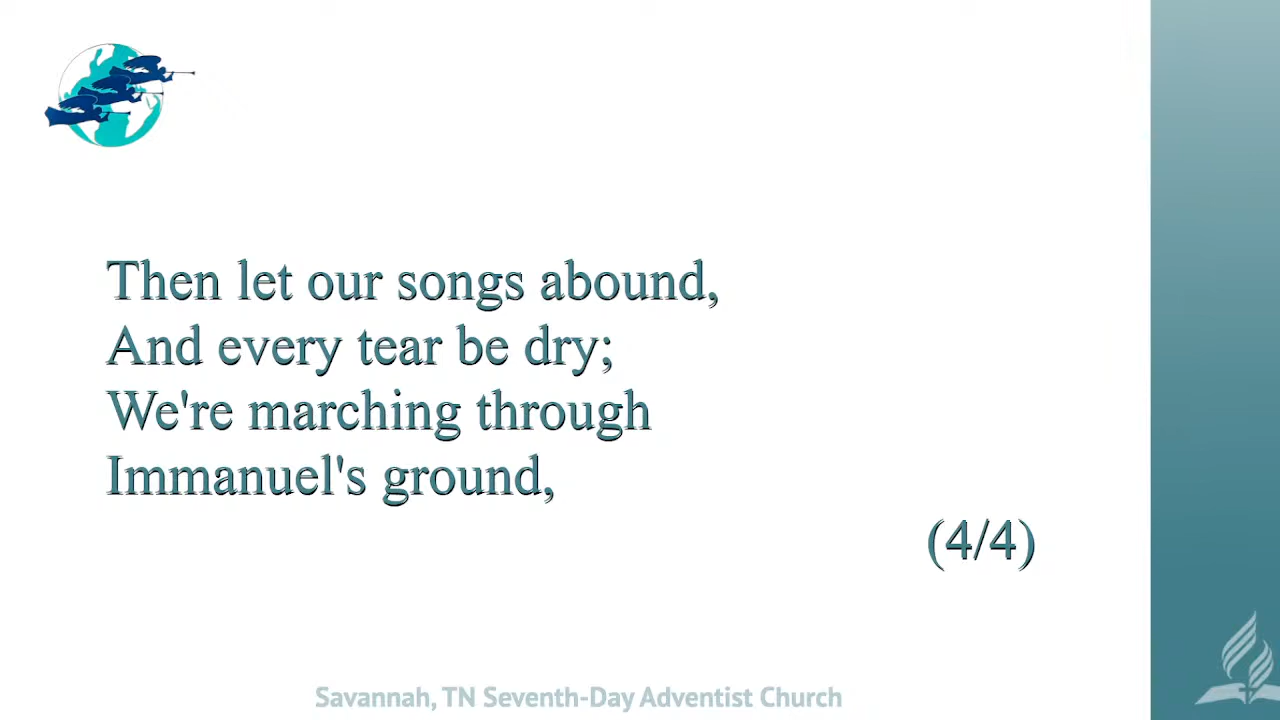 Then let our songs abound,
And every tear be dry;
We're marching through
Immanuel's ground,
(4/4)
Savannah, TN Seventh-Day Adventist Church